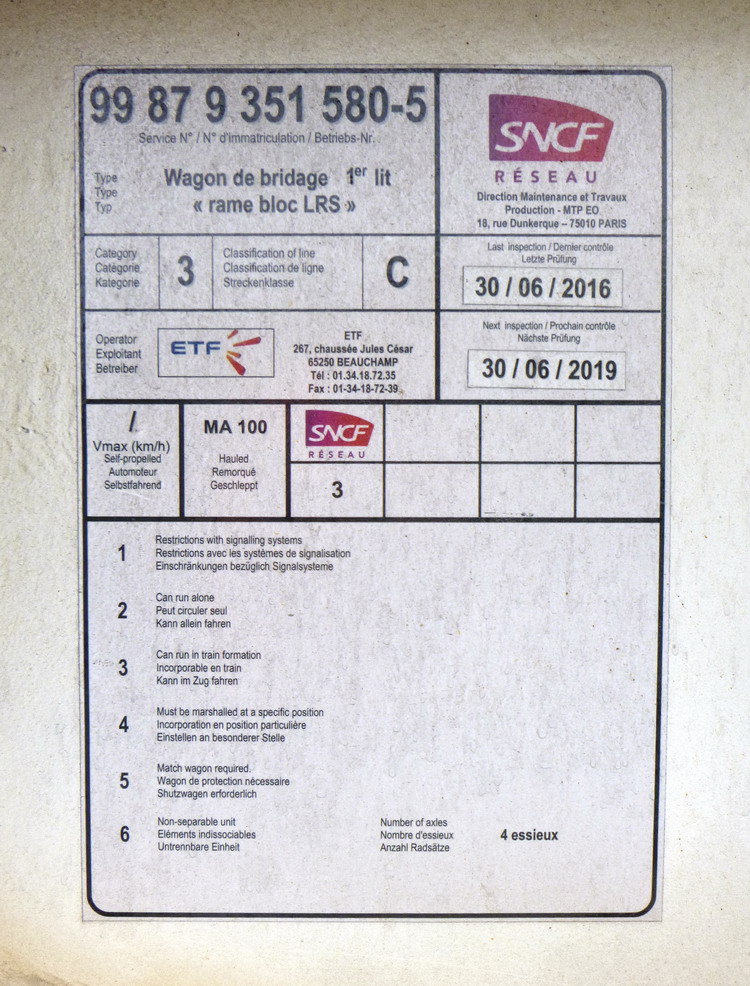 99 87 9 351 580-5
Service N° / N° d'immatriculation / Betriebs-Nr.
Type
Type
Typ
Wagon de bridage 1er lit
« rame bloc LRS »
SNCF
RÉSEAU
Direction Maintenance et Travaux
Production - MTP EO
18, rue Dunkerque – 75010 PARIS
Category
Catégorie
Kategorie
3
Classification of line
Classification de ligne
Streckenklasse
C
Last inspection / Dernier contrôle
Letzte Prüfung
30 / 06 / 2016
Operator
Exploitant
Betreiber
ETF
ETF
267, chaussée Jules César
65250 BEAUCHAMP
Tél : 01.34.18.72.35
Fax : 01-34-18-72-39
Next inspection / Prochain contrôle
Nächste Prüfung
30 / 06 / 2019
/
Vmax (km/h)
Self-propelled
Automoteur
Selbstfahrend
MA 100
Hauled
Remorqué
Geschleppt
SNCF
RÉSEAU
3
1
Restrictions with signalling systems
Restrictions avec les systèmes de signalisation
Einschränkungen bezüglich Signalsysteme
2
Can run alone
Peut circuler seul
Kann allein fahren
3
Can run in train formation
Incorporable en train
Kann im Zug fahren
4
Must be marshalled at a specific position
Incorporation en position particulière
Einstellen an besonderer Stelle
5
Match wagon required.
Wagon de protection nécessaire
Shutzwagen erforderlich
6
Non-separable unit
Eléments indissociables
Untrennbare Einheit
Number of axles
Nombre d'essieux
Anzahl Radsätze
4 essieux